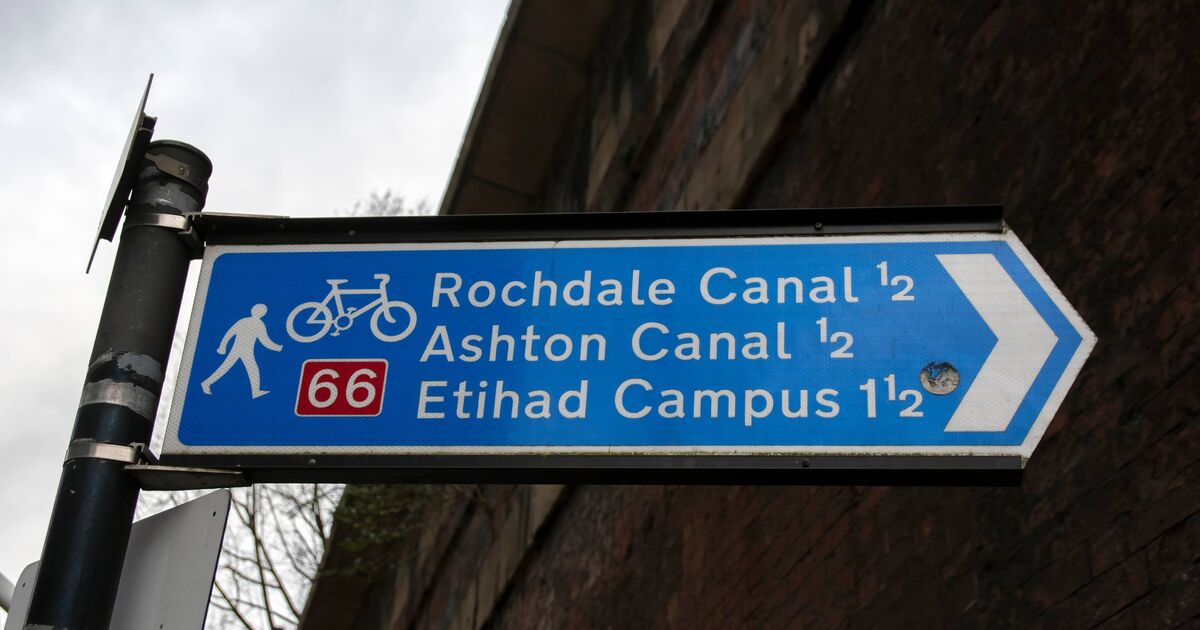 Rochdale Canal ½
Ashton Canal ½
66
Etihad Campus 1½